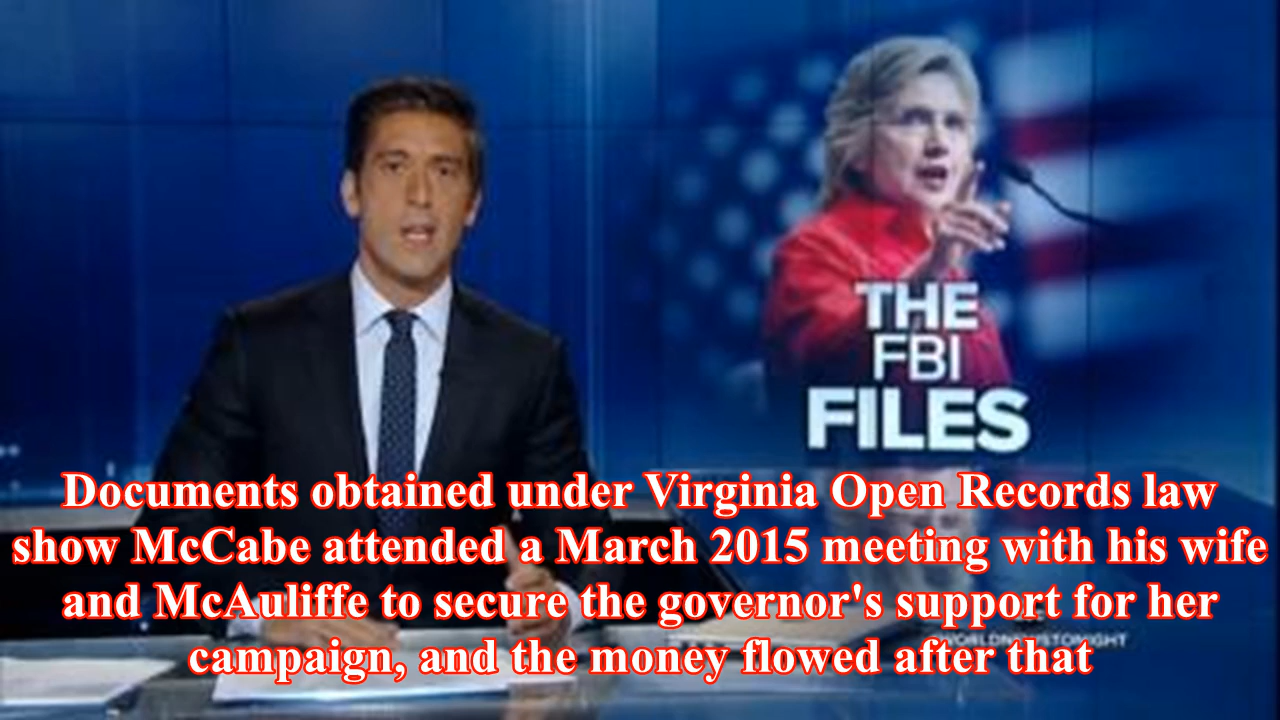 THE
FBI
FILES
Documents obtained under Virginia Open Records law
show McCabe attended a March 2015 meeting with his wife
and McAuliffe to secure the governor's support for her
campaign, and the money flowed after that